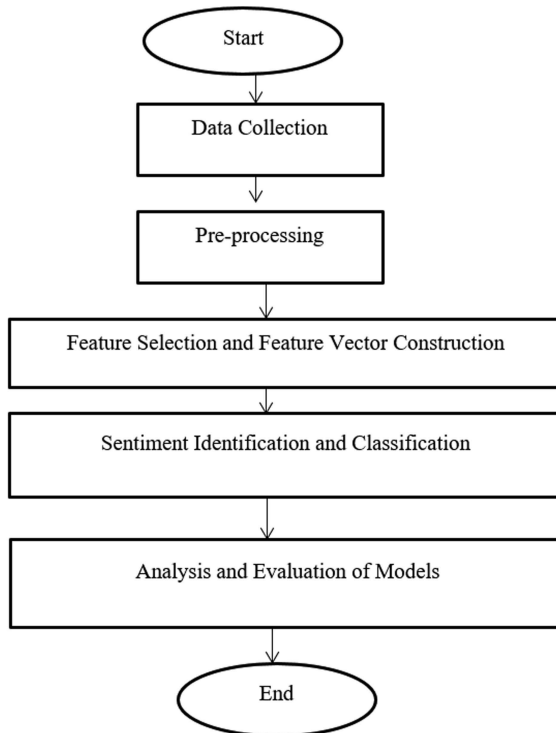 Start
Data Collection
Pre-processing
Feature Selection and Feature Vector Construction
Sentiment Identification and Classification
Analysis and Evaluation of Models
End